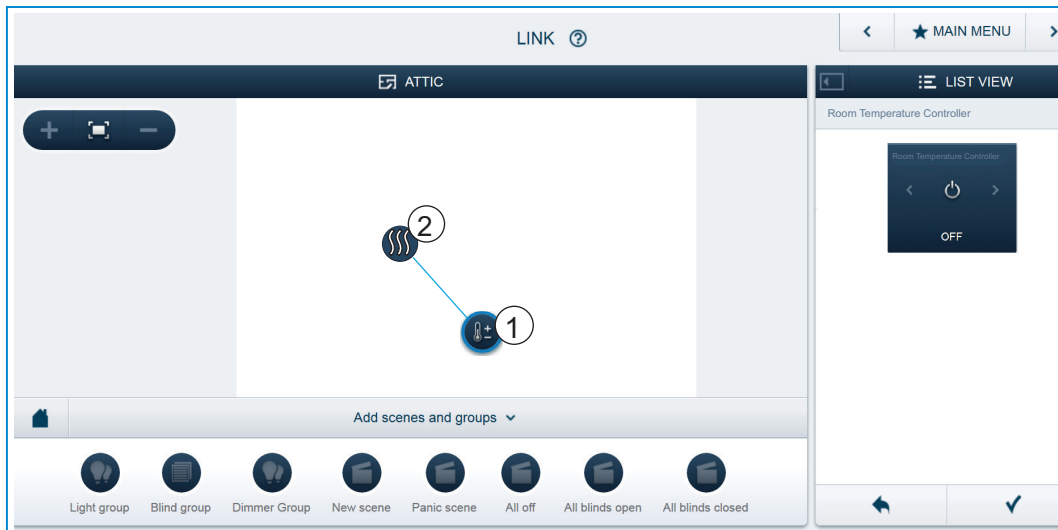 LINK ?
MAIN MENU
ATTIC
LIST VIEW
Room Temperature Controller
Room Temperature Controller
OFF
2
1
Add scenes and groups
Light group
Blind group
Dimmer Group
New scene
Panic scene
All off
All blinds open
All blinds closed